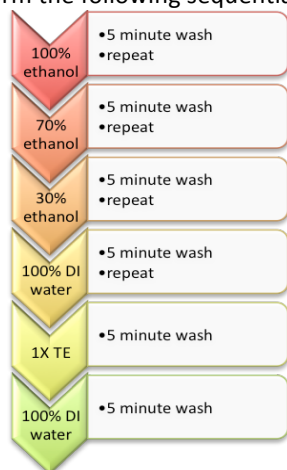 rm the following sequentia
100%
ethanol
•5 minute wash
•repeat
70%
ethanol
•5 minute wash
•repeat
30%
ethanol
•5 minute wash
•repeat
100% DI
water
•5 minute wash
•repeat
1X TE
•5 minute wash
100% DI
water
•5 minute wash